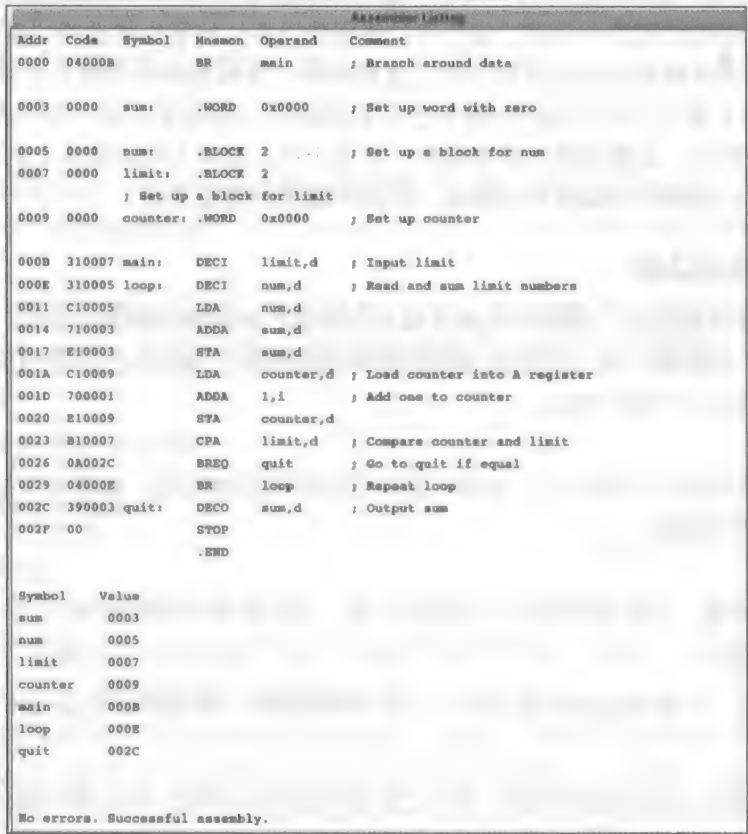 Assembler Listing
Addr Code Symbol Mnemon Operand Comment
0000 04000B BR main ; Branch around data
0003 0000 sum: .WORD 0x0000 ; Set up word with zero
0005 0000 num: .BLOCK 2 ; Set up a block for num
0007 0000 limit: .BLOCK 2
; Set up a block for limit
0009 0000 counter: .WORD 0x0000 ; Set up counter
000B 310007 main: DECI limit,d ; Input limit
000E 310005 loop: DECI num,d ; Read and sum limit numbers
0011 C10005 LDA num,d
0014 710003 ADDA sum,d
0017 E10003 STA sum,d
001A C10009 LDA counter,d ; Load counter into A register
001D 700001 ADDA 1,i ; Add one to counter
0020 E10009 STA counter,d
0023 B10007 CPA limit,d ; Compare counter and limit
0026 0A002C BREQ quit ; Go to quit if equal
0029 04000E BR loop ; Repeat loop
002C 390003 quit: DECO sum,d ; Output sum
002F 00 STOP
.END
Symbol Value
sum 0003
num 0005
limit 0007
counter 0009
main 000B
loop 000E
quit 002C
No errors. Successful assembly.